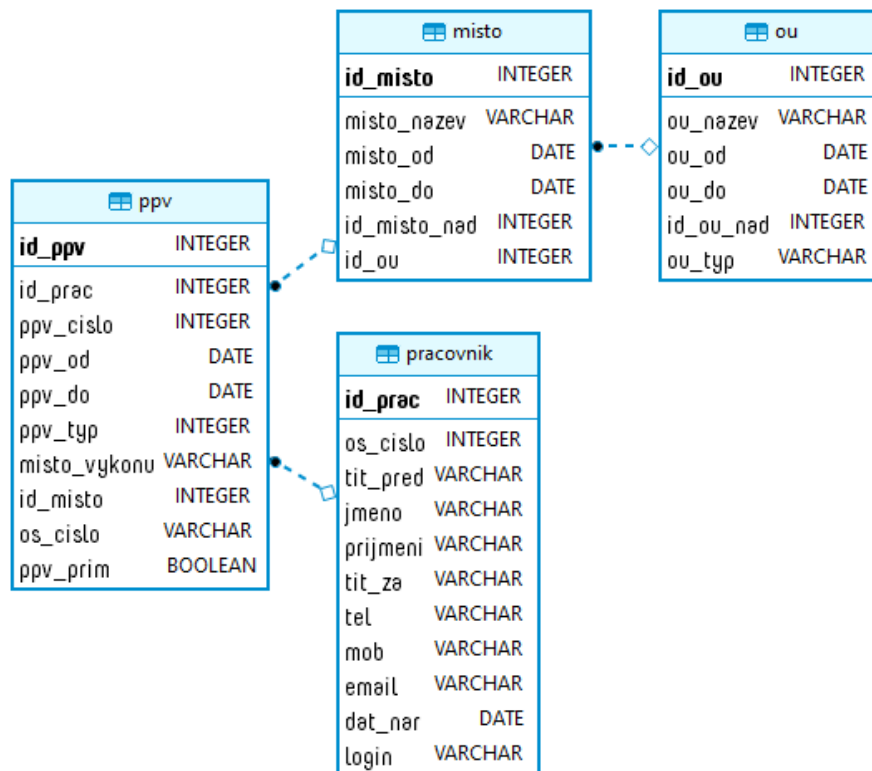 misto
id_misto INTEGER
misto_nazev VARCHAR
misto_od DATE
misto_do DATE
id_misto_nad INTEGER
id_ou INTEGER
ou
id_ou INTEGER
ou_nazev VARCHAR
ou_od DATE
ou_do DATE
id_ou_nad INTEGER
ou_typ VARCHAR
ppv
id_ppv INTEGER
id_prac INTEGER
ppv_cislo INTEGER
ppv_od DATE
ppv_do DATE
ppv_typ INTEGER
misto_vykonu VARCHAR
id_misto INTEGER
os_cislo VARCHAR
ppv_prim BOOLEAN
pracovnik
id_prac INTEGER
os_cislo INTEGER
tit_pred VARCHAR
jmeno VARCHAR
prijmeni VARCHAR
tit_za VARCHAR
tel VARCHAR
mob VARCHAR
email VARCHAR
dat_nar DATE
login VARCHAR